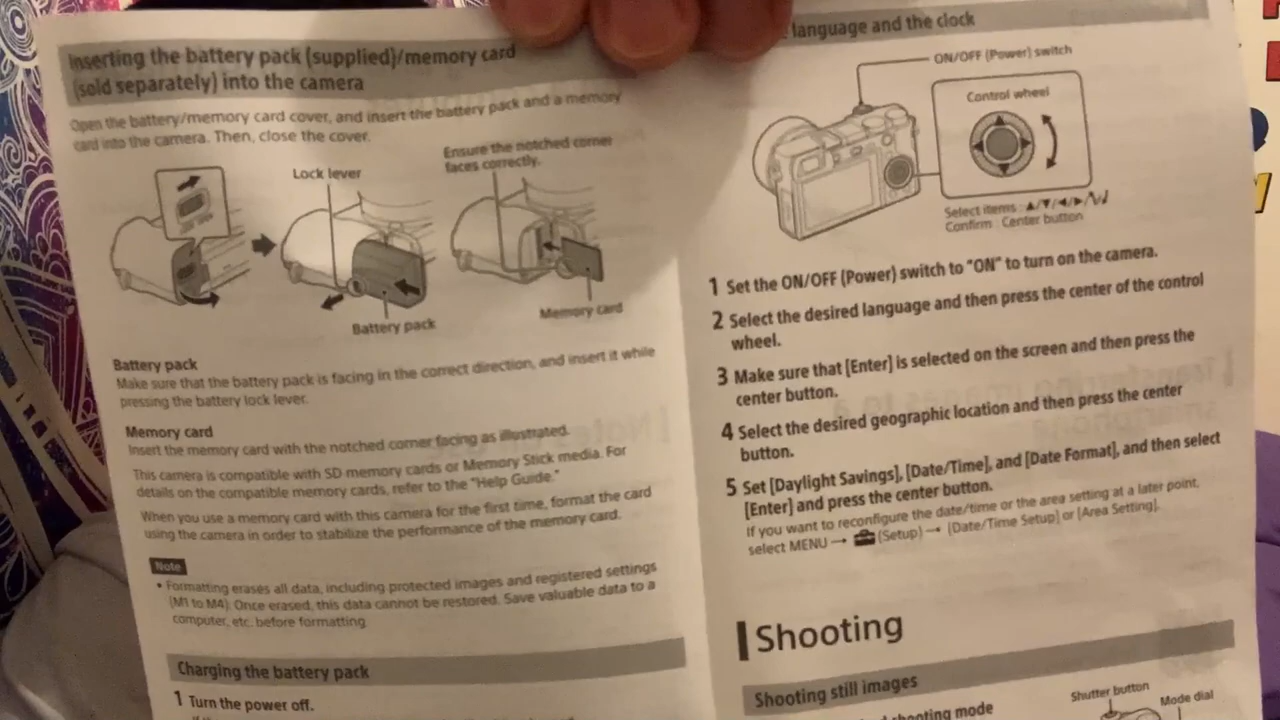 Inserting the battery pack (supplied)/memory card
(sold separately) into the camera
Open the battery/memory card cover, and insert the battery pack and a memory
card into the camera. Then, close the cover.
Lock lever
Ensure the notched corner
faces correctly.
Battery pack
Memory card
Battery pack
Make sure that the battery pack is facing in the correct direction, and insert it while
pressing the battery lock lever.
Memory card
Insert the memory card with the notched corner facing as illustrated.
This camera is compatible with SD memory cards or Memory Stick media. For
details on the compatible memory cards, refer to the "Help Guide."
When you use a memory card with this camera for the first time, format the card
using the camera in order to stabilize the performance of the memory card.
Note
• Formatting erases all data, including protected images and registered settings
(M1 to M4). Once erased, this data cannot be restored. Save valuable data to a
computer, etc. before formatting.
Charging the battery pack
1 Turn the power off.
language and the clock
ON/OFF (Power) switch
Control wheel
Select items : ▲/▼/◀/▶/
Confirm : Center button
1 Set the ON/OFF (Power) switch to "ON" to turn on the camera.
2 Select the desired language and then press the center of the control
wheel.
3 Make sure that [Enter] is selected on the screen and then press the
center button.
4 Select the desired geographic location and then press the center
button.
5 Set [Daylight Savings], [Date/Time], and [Date Format], and then select
[Enter] and press the center button.
If you want to reconfigure the date/time or the area setting at a later point,
select MENU → (Setup) → [Date/Time Setup] or [Area Setting].
Shooting
Shooting still images
shooting mode
Shutter button
Mode dial